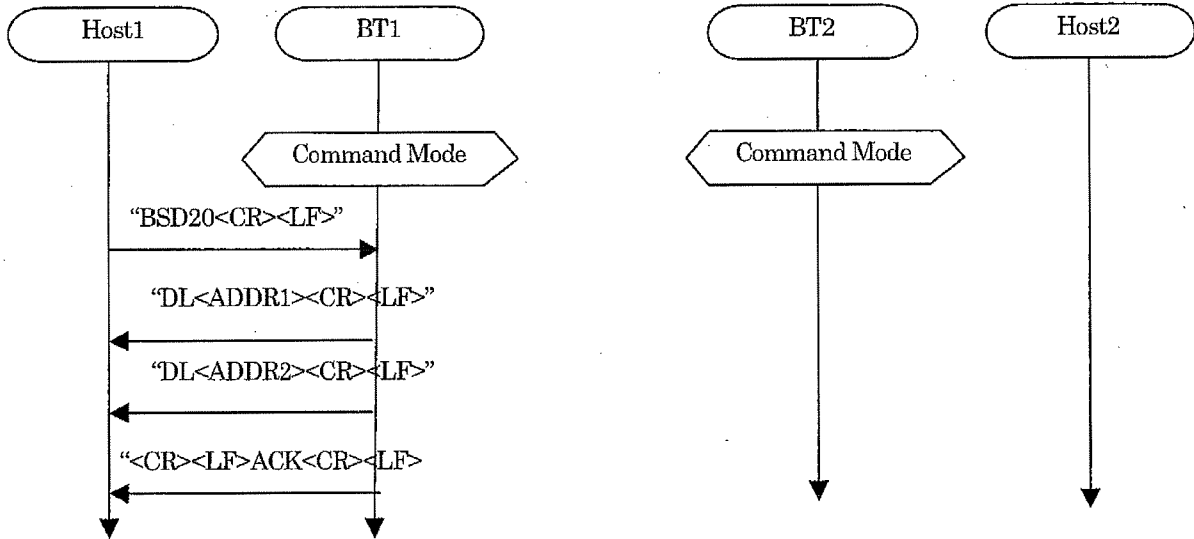 Host1
BT1
BT2
Host2
Command Mode
Command Mode
“BSD20<CR><LF>”
“DL<ADDR1><CR><LF>”
“DL<ADDR2><CR><LF>”
“<CR><LF>ACK<CR><LF>